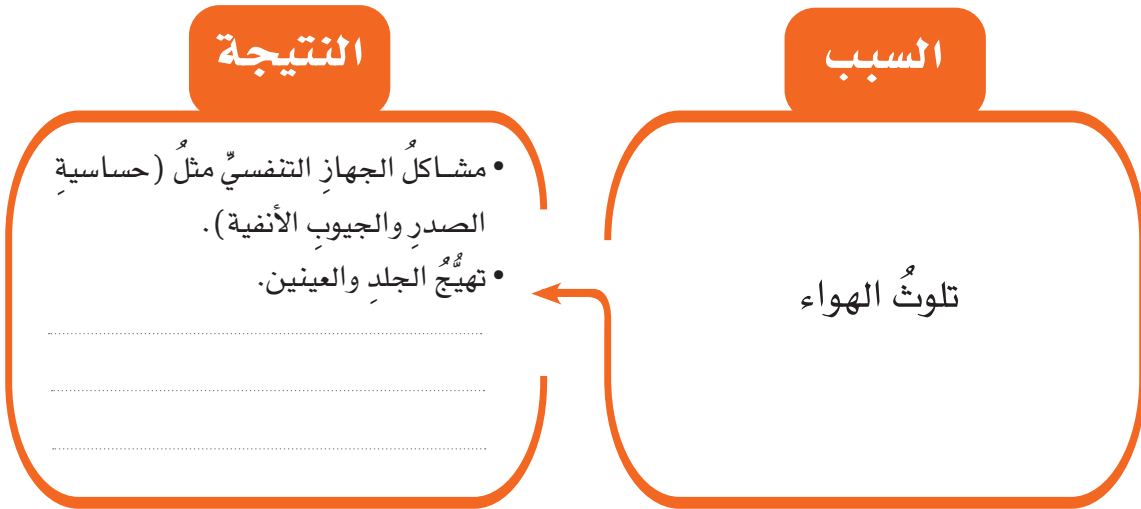 السبب
تلوثُ الهواء
النتيجة
• مشاكلُ الجهازِ التنفسيِّ مثلُ (حساسيةِ
الصدرِ والجيوبِ الأنفية).
• تهيُّجُ الجلدِ والعينين.